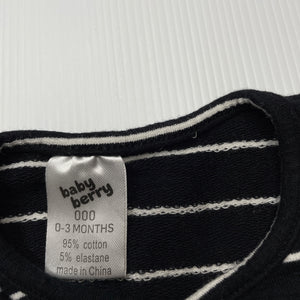 baby
berry
000
0-3 MONTHS
95% cotton
5% elastane
made in China